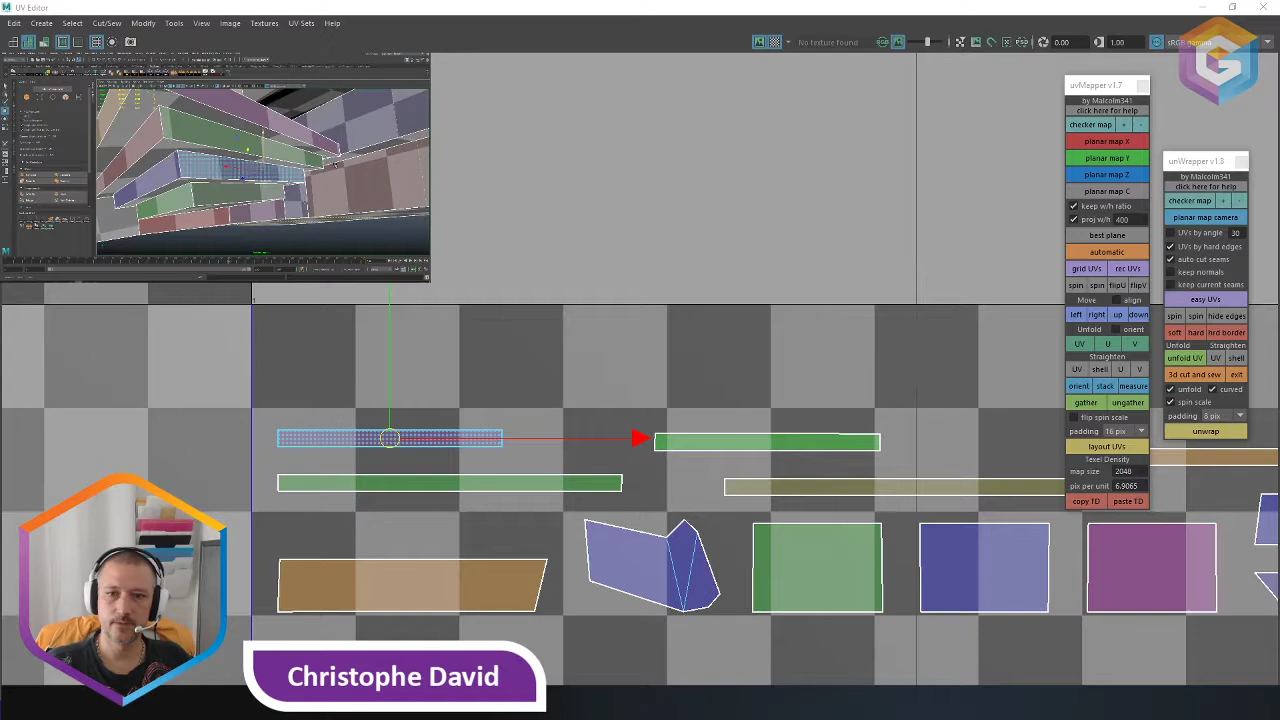 UV Editor
Edit Create Select Cut/Sew Modify Tools View Image Textures UV Sets Help
No texture found
0.00
1.00
sRGB gamma
uvMapper v1.7
by Malcolm341
click here for help
checker map + -
planar map X
planar map Y
planar map Z
planar map C
keep w/h ratio
proj w/h 400
best plane
automatic
grid UVs rec UVs
spin spin flipU flipV
Move align
left right up down
Unfold orient
UV U V
Straighten
UV shell U V
orient stack measure
gather ungather
flip spin scale
padding 16 pix
layout UVs
Texel Density
map size 2048
pix per unit 6.9065
copy TD paste TD
unWrapper v1.8
by Malcolm341
click here for help
checker map + -
planar map camera
UVs by angle 30
UVs by hard edges
auto cut seams
keep normals
keep current seams
easy UVs
spin spin hide edges
soft hard hrd border
Unfold Straighten
unfold UV UV shell
3d cut and sew exit
unfold curved
spin scale
padding 8 pix
unwrap
1
Christophe David